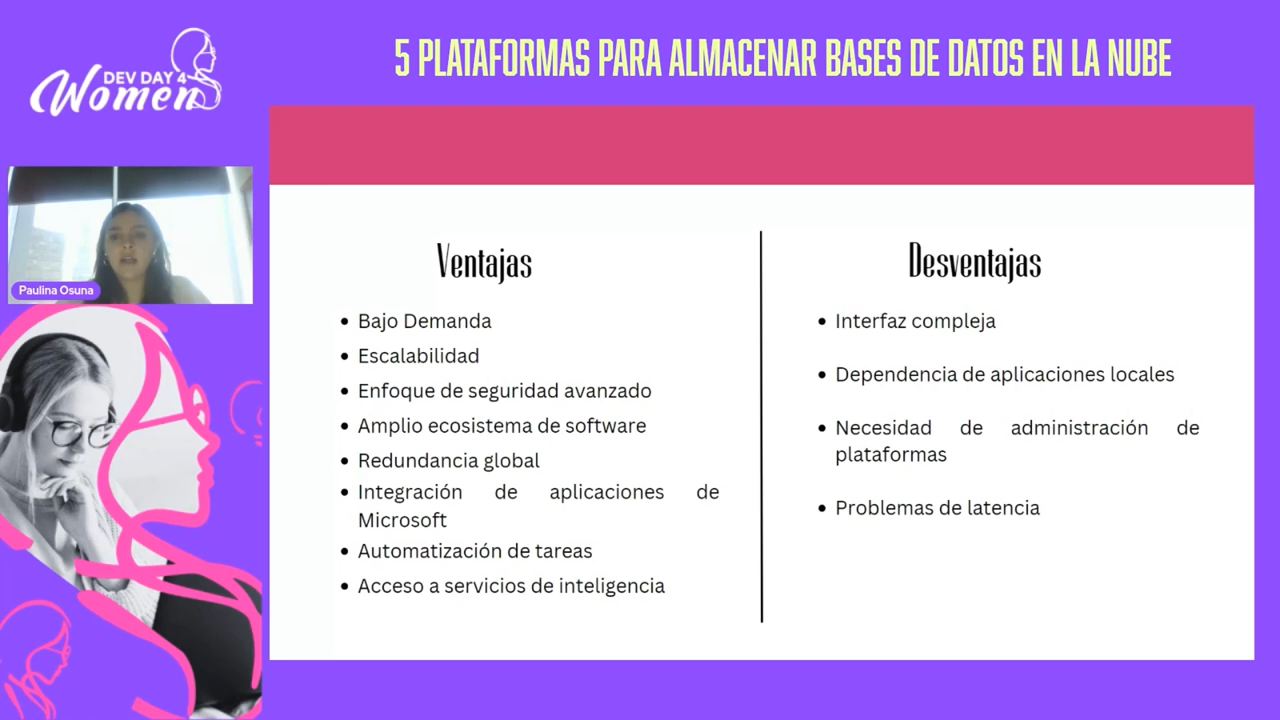 DEV DAY 4
Women
5 PLATAFORMAS PARA ALMACENAR BASES DE DATOS EN LA NUBE
Paulina Osuna
Ventajas
• Bajo Demanda
• Escalabilidad
• Enfoque de seguridad avanzado
• Amplio ecosistema de software
• Redundancia global
• Integración de aplicaciones de
Microsoft
• Automatización de tareas
• Acceso a servicios de inteligencia
Desventajas
• Interfaz compleja
• Dependencia de aplicaciones locales
• Necesidad de administración de
plataformas
• Problemas de latencia